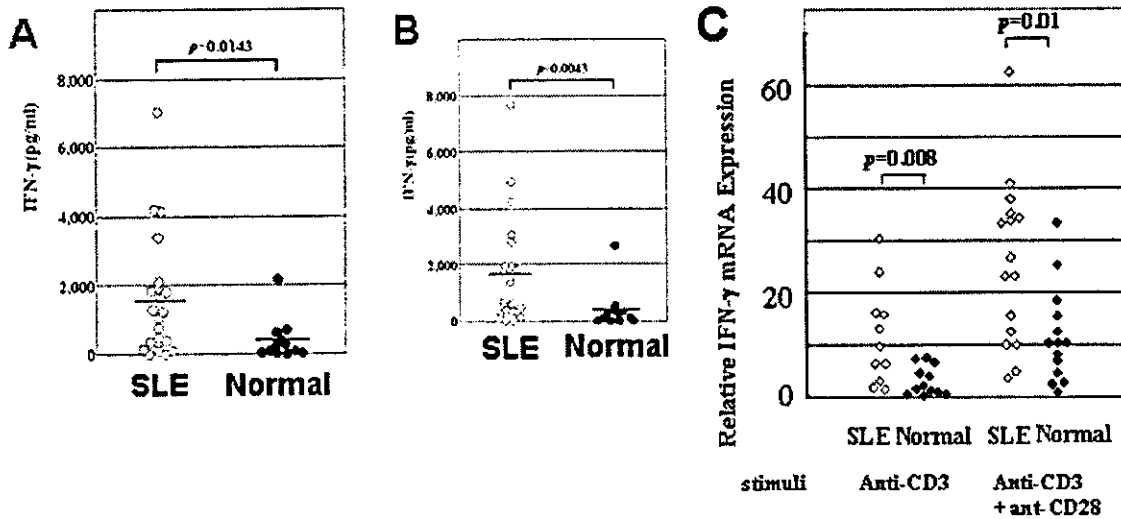 A
p=0.0143
IFN-γ(pg/ml)
8,000
6,000
4,000
2,000
0
SLE Normal
B
p=0.0043
IFN-γ(pg/ml)
8,000
6,000
4,000
2,000
0
SLE Normal
C
p=0.01
p=0.008
Relative IFN-γ mRNA Expression
60
40
20
0
SLE Normal SLE Normal
stimuli Anti-CD3 Anti-CD3
+ant-CD28